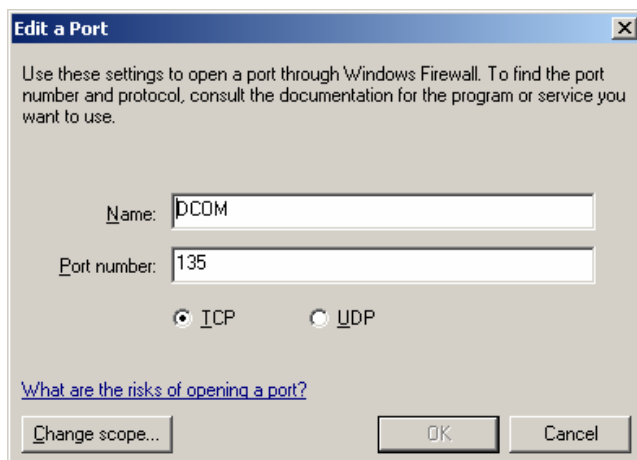 Edit a Port
Use these settings to open a port through Windows Firewall. To find the port
number and protocol, consult the documentation for the program or service you
want to use.
Name: DCOM
Port number: 135
TCP UDP
What are the risks of opening a port?
Change scope... OK Cancel